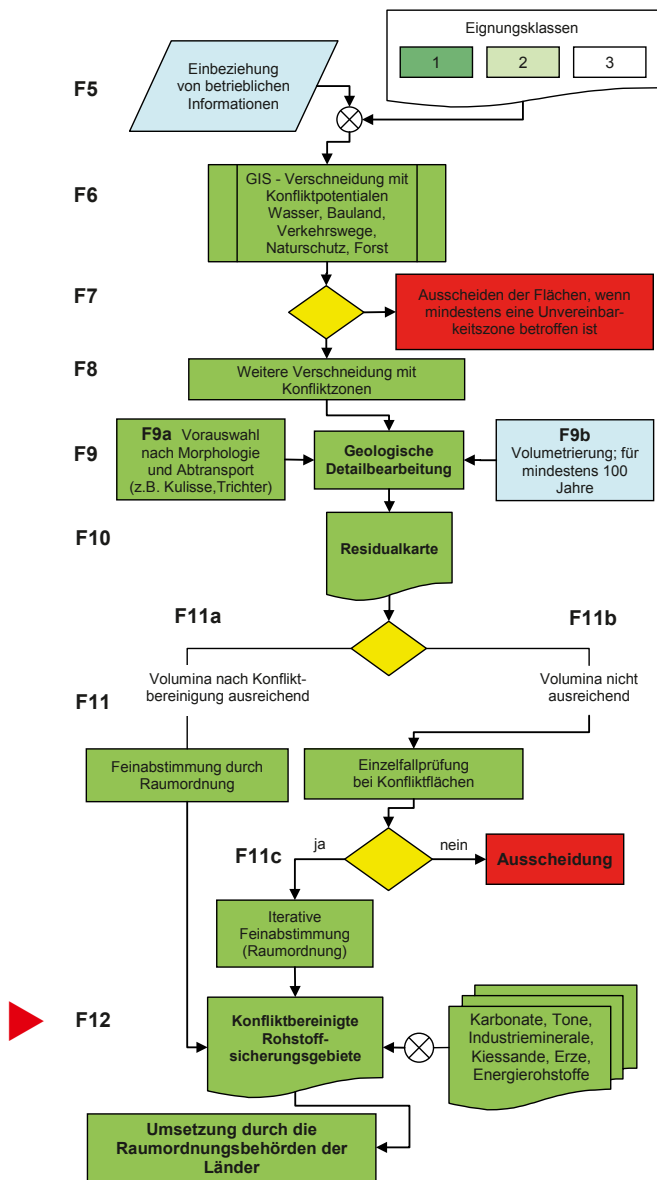 Eignungsklassen
1
2
3
F5
Einbeziehung
von betrieblichen
Informationen
F6
GIS - Verschneidung mit
Konfliktpotentialen
Wasser, Bauland,
Verkehrswege,
Naturschutz, Forst
F7
Ausscheiden der Flächen, wenn
mindestens eine Unvereinbar-
keitszone betroffen ist
F8
Weitere Verschneidung mit
Konfliktzonen
F9
F9a Vorauswahl
nach Morphologie
und Abtransport
(z.B. Kulisse,Trichter)
Geologische
Detailbearbeitung
F9b
Volumetrierung; für
mindestens 100
Jahre
F10
Residualkarte
F11a
F11b
Volumina nach Konflikt-
bereinigung ausreichend
Volumina nicht
ausreichend
F11
Feinabstimmung durch
Raumordnung
Einzelfallprüfung
bei Konfliktflächen
F11c
ja
nein
Ausscheidung
Iterative
Feinabstimmung
(Raumordnung)
F12
Konfliktbereinigte
Rohstoff-
sicherungsgebiete
Karbonate, Tone,
Industrieminerale,
Kiessande, Erze,
Energierohstoffe
Umsetzung durch die
Raumordnungsbehörden der
Länder